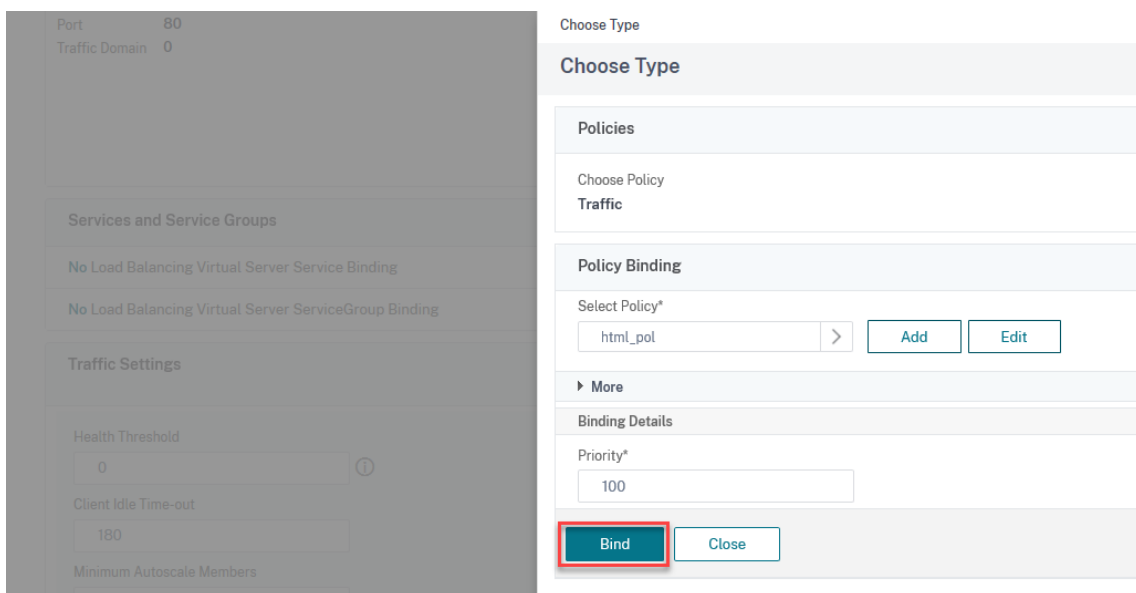 Port 80
Traffic Domain 0
Services and Service Groups
No Load Balancing Virtual Server Service Binding
No Load Balancing Virtual Server ServiceGroup Binding
Traffic Settings
Health Threshold
0
Client Idle Time-out
180
Minimum Autoscale Members
Choose Type
Choose Type
Policies
Choose Policy
Traffic
Policy Binding
Select Policy*
html_pol
Add Edit
More
Binding Details
Priority*
100
Bind Close